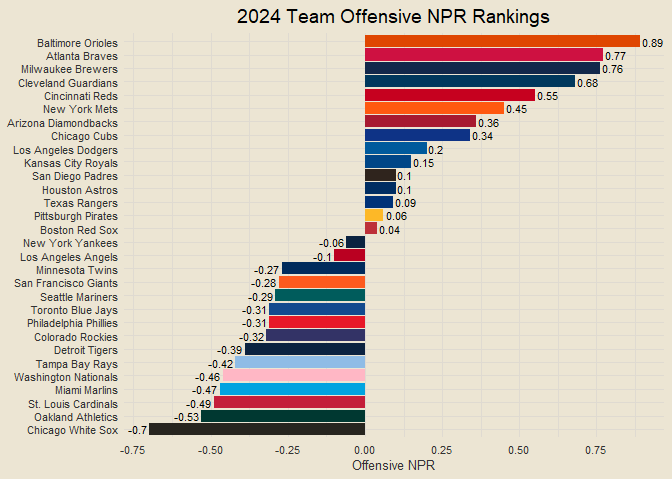 2024 Team Offensive NPR Rankings
Baltimore Orioles 0.89
Atlanta Braves 0.77
Milwaukee Brewers 0.76
Cleveland Guardians 0.68
Cincinnati Reds 0.55
New York Mets 0.45
Arizona Diamondbacks 0.36
Chicago Cubs 0.34
Los Angeles Dodgers 0.2
Kansas City Royals 0.15
San Diego Padres 0.1
Houston Astros 0.1
Texas Rangers 0.09
Pittsburgh Pirates 0.06
Boston Red Sox 0.04
New York Yankees -0.06
Los Angeles Angels -0.1
Minnesota Twins -0.27
San Francisco Giants -0.28
Seattle Mariners -0.29
Toronto Blue Jays -0.31
Philadelphia Phillies -0.31
Colorado Rockies -0.32
Detroit Tigers -0.39
Tampa Bay Rays -0.42
Washington Nationals -0.46
Miami Marlins -0.47
St. Louis Cardinals -0.49
Oakland Athletics -0.53
Chicago White Sox -0.7
-0.75 -0.50 -0.25 0.00 0.25 0.50 0.75
Offensive NPR